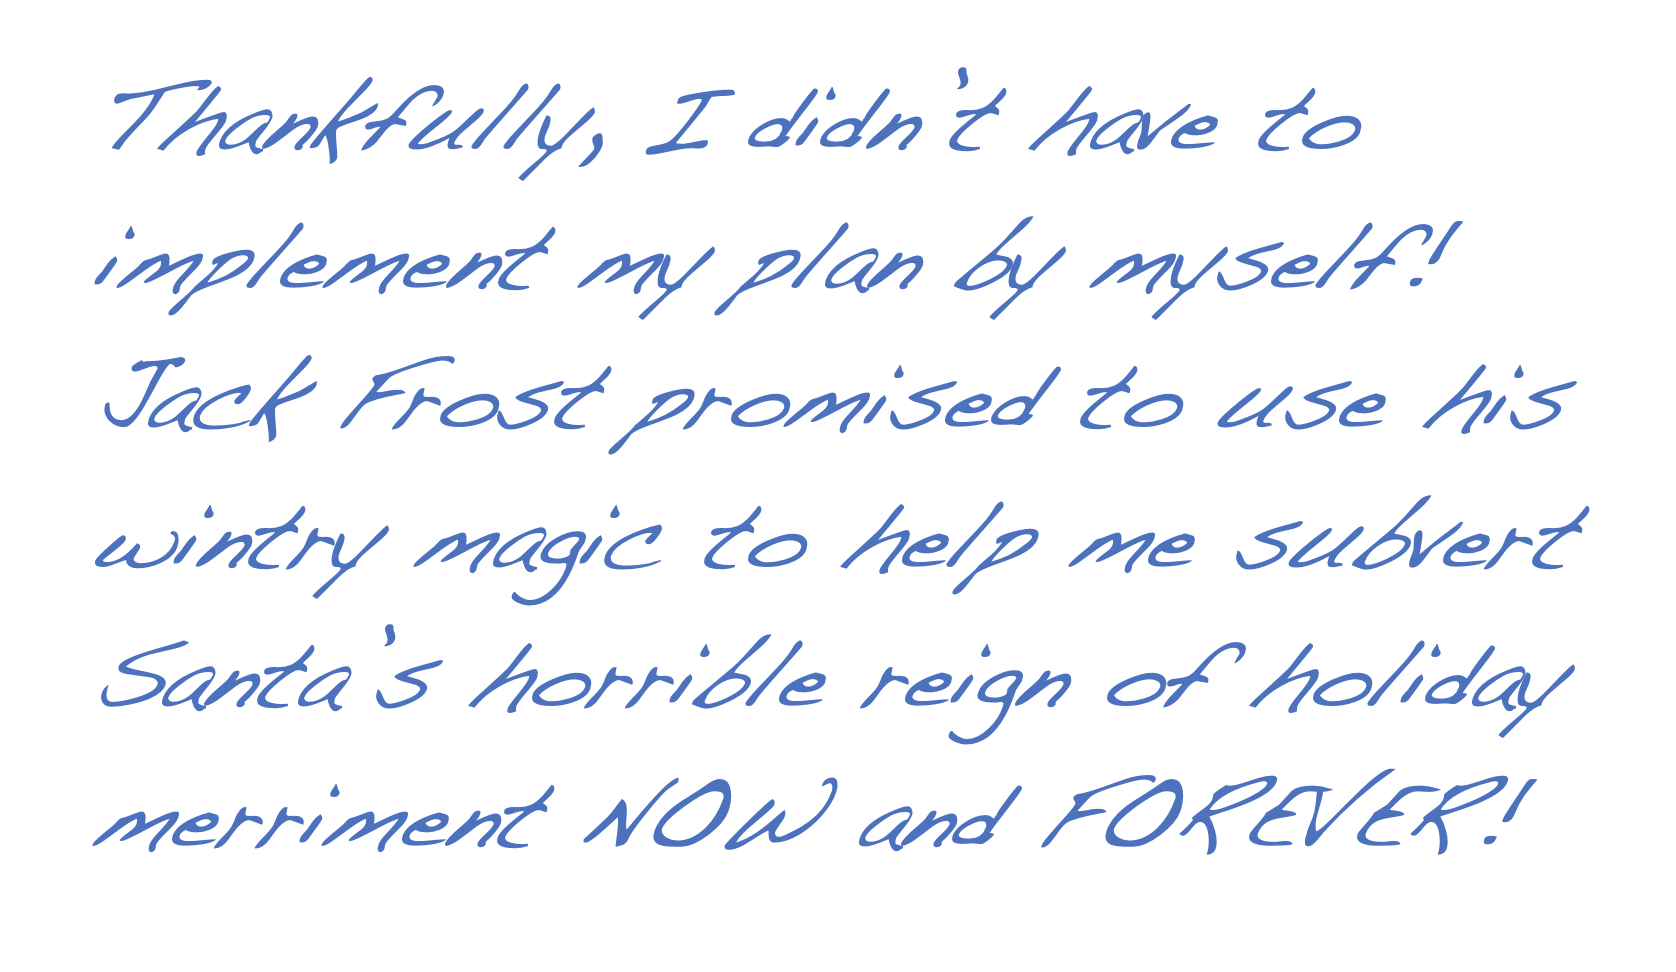 Thankfully, I didn't have to
implement my plan by myself!
Jack Frost promised to use his
wintry magic to help me subvert
Santa's horrible reign of holiday
merriment NOW and FOREVER!